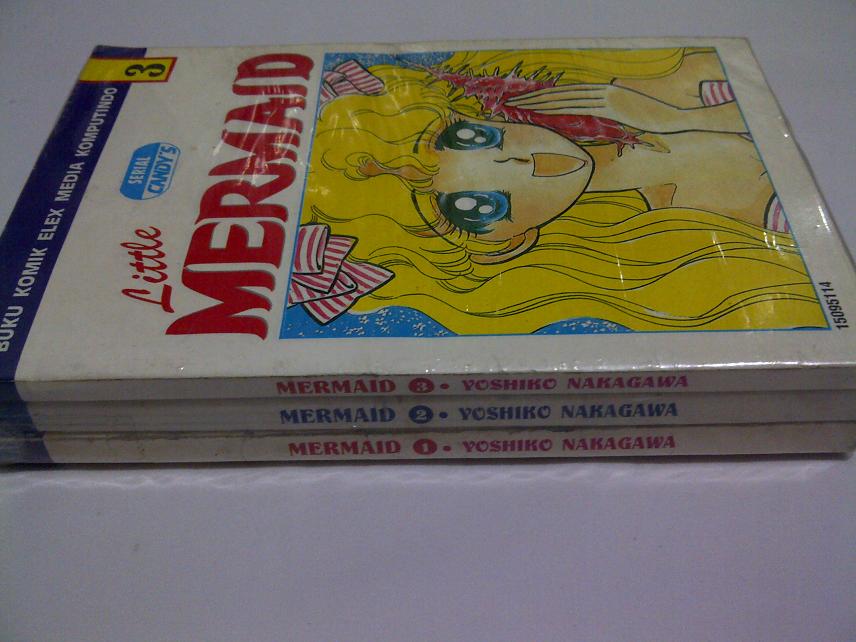 BUKU KOMIK ELEX MEDIA KOMPUTINDO
3
SERIAL
CANDY'S
Little
MERMAID
15095114
MERMAID 3 • YOSHIKO NAKAGAWA
MERMAID 2 • YOSHIKO NAKAGAWA
MERMAID 1 • YOSHIKO NAKAGAWA